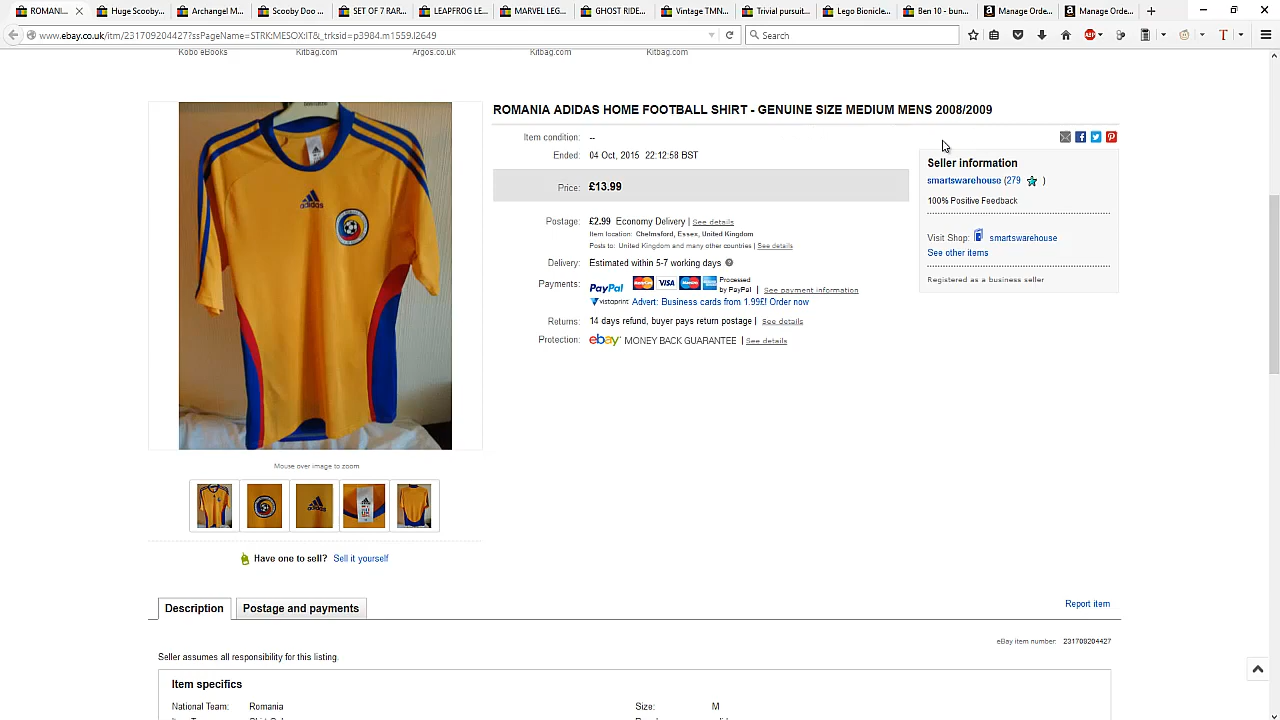 ROMANI...
Huge Scooby...
Archangel M...
Scooby Doo ...
SET OF 7 RAR...
LEAPFROG LE...
MARVEL LEG...
GHOST RIDE...
Vintage TMN...
Trivial pursuit...
Lego Bionicle...
Ben 10 - bun...
Manage Orde...
Manage Orde...
www.ebay.co.uk/itm/231709204427?ssPageName=STRK:MESOX:IT&_trksid=p3984.m1559.l2649
Search
Kobo eBooks Kitbag.com Argos.co.uk Kitbag.com Kitbag.com
ROMANIA ADIDAS HOME FOOTBALL SHIRT - GENUINE SIZE MEDIUM MENS 2008/2009
Item condition: --
Ended: 04 Oct, 2015 22:12:58 BST
Price: £13.99
Postage: £2.99 Economy Delivery | See details
Item location: Chelmsford, Essex, United Kingdom
Posts to: United Kingdom and many other countries | See details
Delivery: Estimated within 5-7 working days
Payments: PayPal MasterCard VISA Maestro Processed by PayPal | See payment information
vistaprint Advert: Business cards from 1.99£! Order now
Returns: 14 days refund, buyer pays return postage | See details
Protection: ebay MONEY BACK GUARANTEE | See details
Seller information
smartswarehouse (279 )
100% Positive Feedback
Visit Shop: smartswarehouse
See other items
Registered as a business seller
adidas
Mouse over image to zoom
Have one to sell? Sell it yourself
Description
Postage and payments
Report item
eBay item number: 231709204427
Seller assumes all responsibility for this listing.
Item specifics
National Team: Romania Size: M